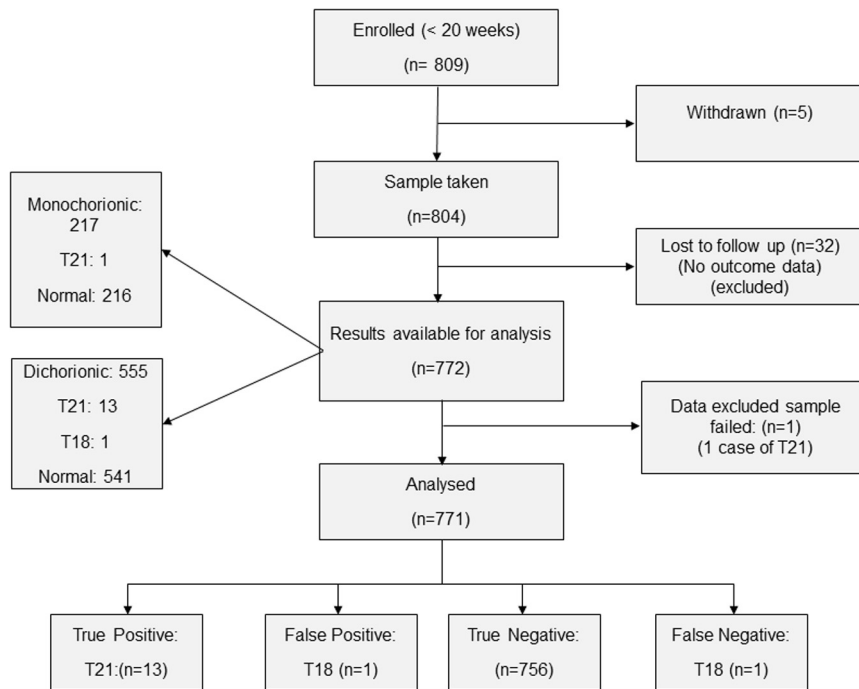 Enrolled (< 20 weeks)
(n= 809)
Withdrawn (n=5)
Sample taken
(n=804)
Monochorionic:
217
T21: 1
Normal: 216
Lost to follow up (n=32)
(No outcome data)
(excluded)
Results available for analysis
(n=772)
Dichorionic: 555
T21: 13
T18: 1
Normal: 541
Data excluded sample
failed: (n=1)
(1 case of T21)
Analysed
(n=771)
True Positive:
T21:(n=13)
False Positive:
T18 (n=1)
True Negative:
(n=756)
False Negative:
T18 (n=1)